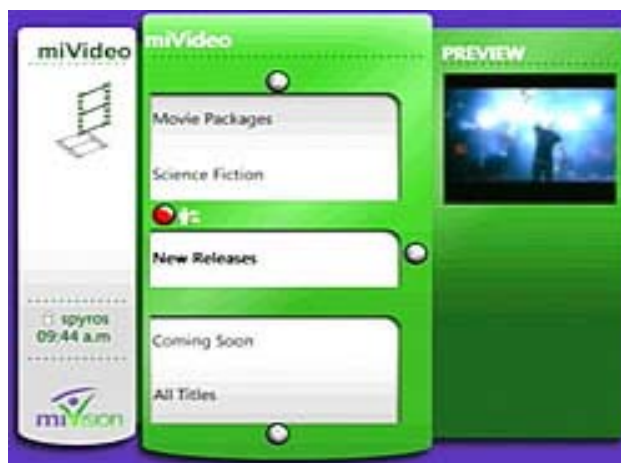 miVideo
spyros
09:44 a.m
miVision
miVideo
Movie Packages
Science Fiction
New Releases
Coming Soon
All Titles
PREVIEW